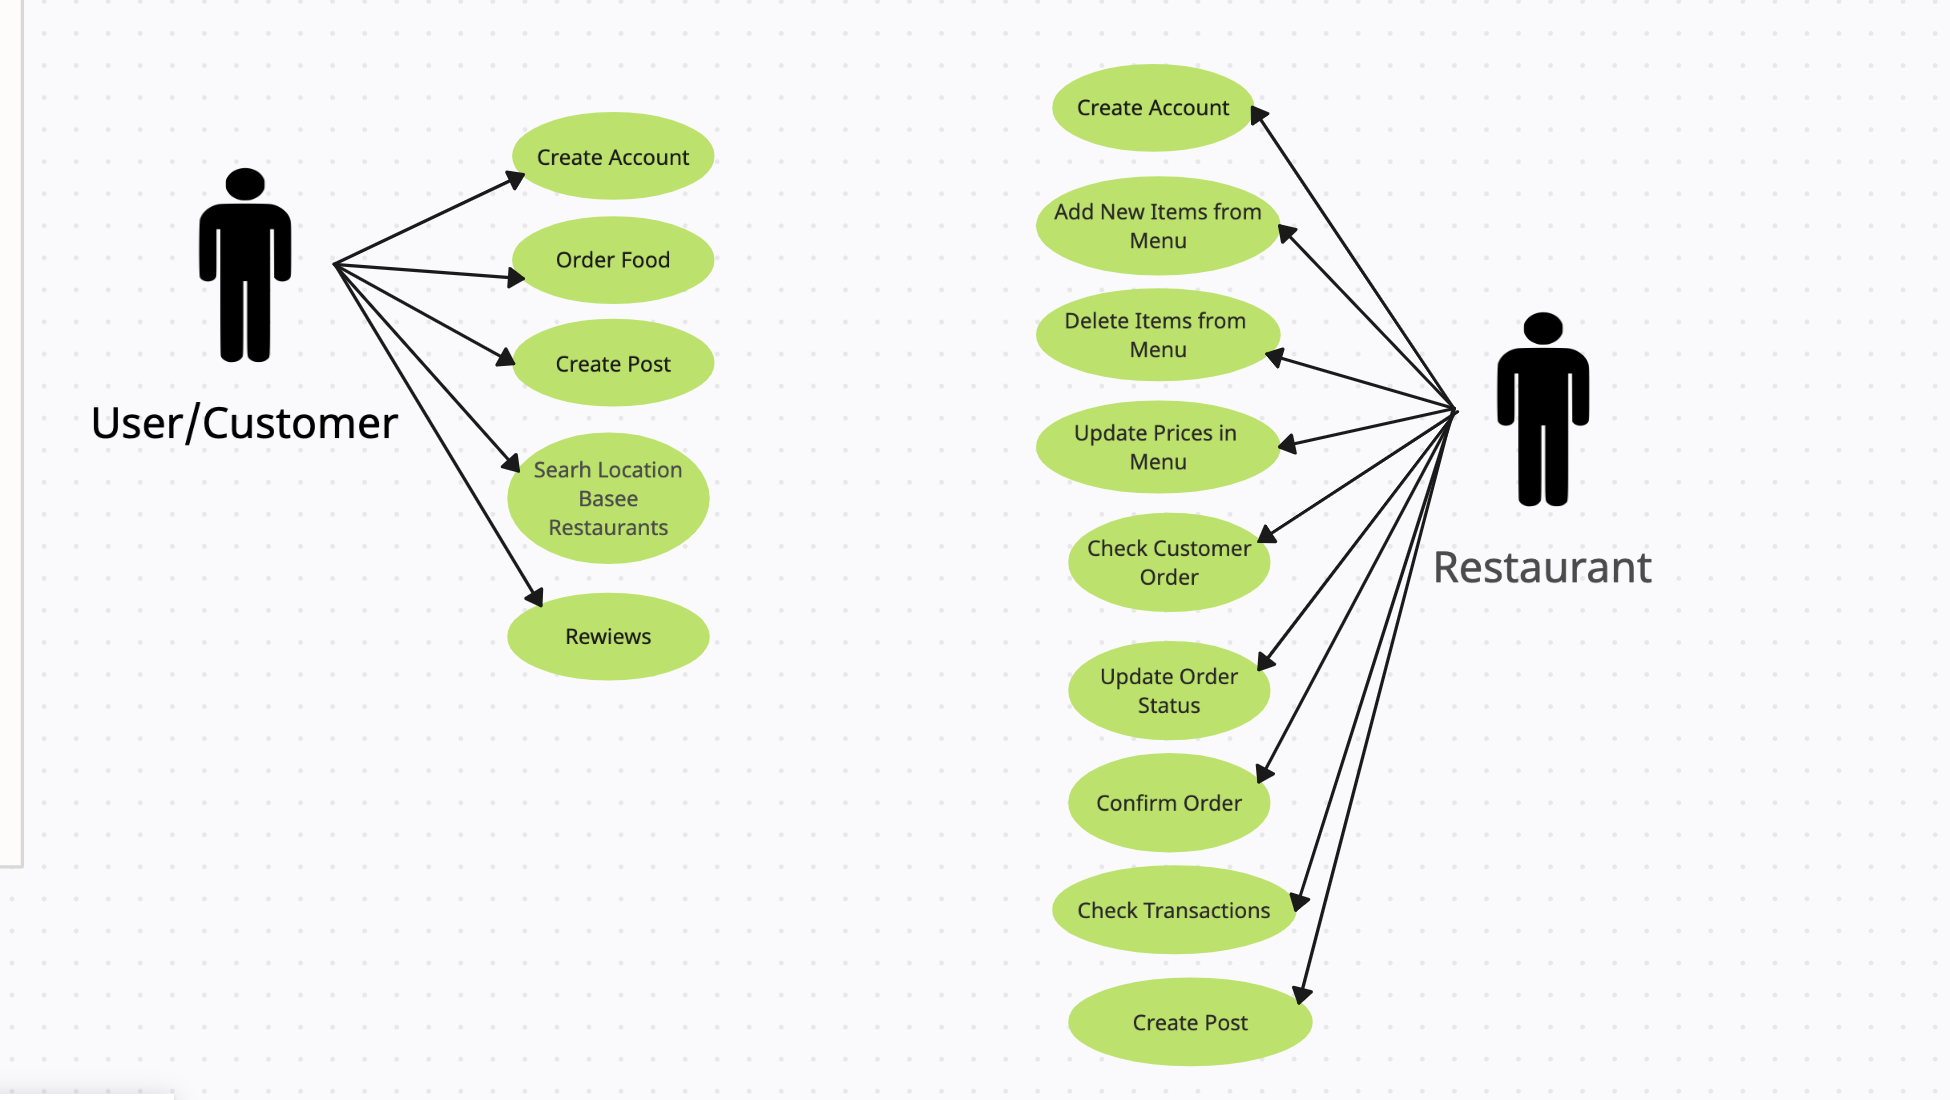 Create Account
Order Food
Create Post
User/Customer
Searh Location
Basee
Restaurants
Rewiews
Create Account
Add New Items from
Menu
Delete Items from
Menu
Update Prices in
Menu
Check Customer
Order
Restaurant
Update Order
Status
Confirm Order
Check Transactions
Create Post